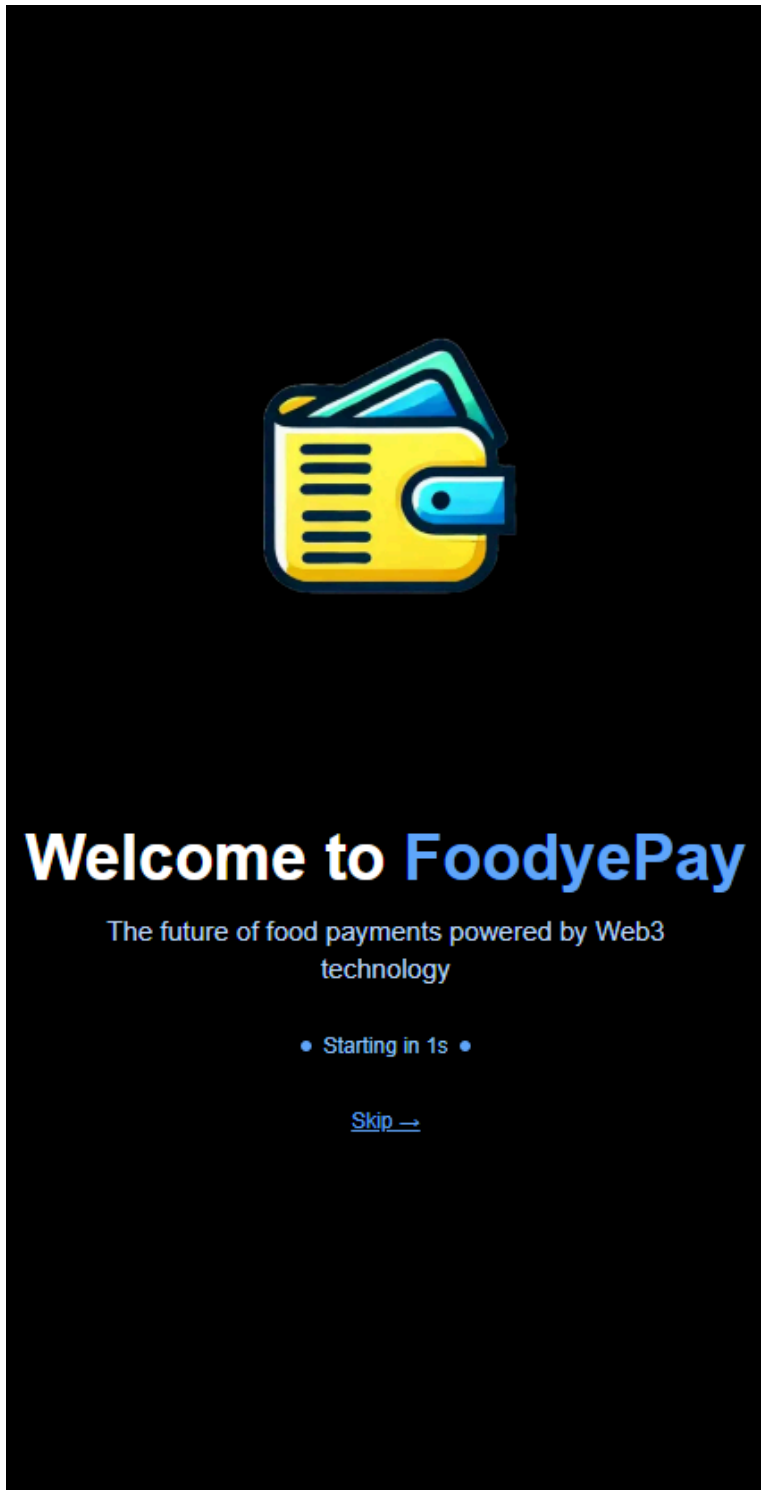 Welcome to FoodyePay
The future of food payments powered by Web3
technology
• Starting in 1s •
Skip →